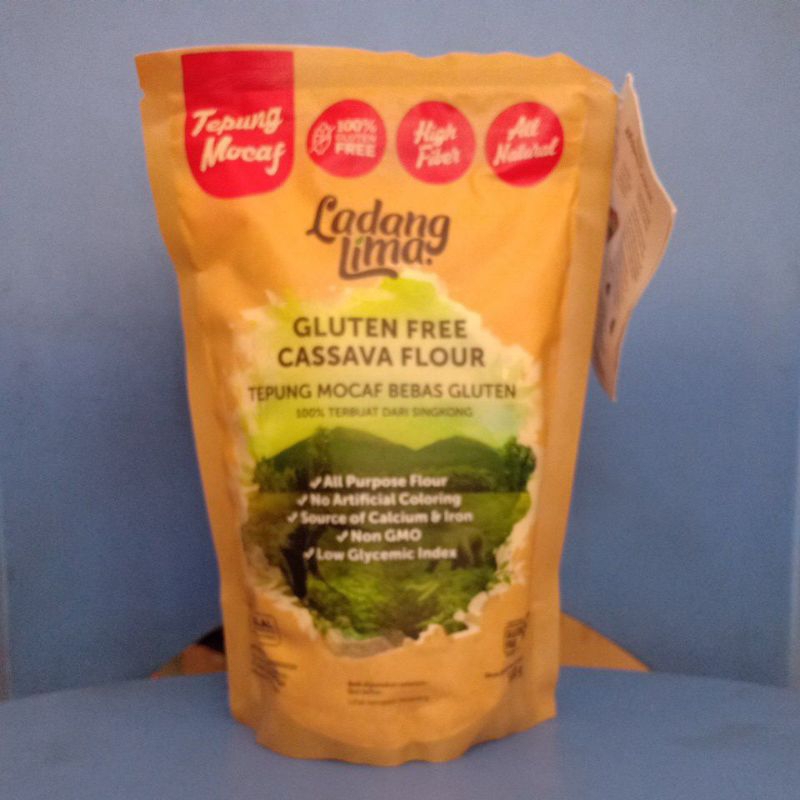 Tepung
Mocaf
100%
GLUTEN
FREE
High
Fiber
All
Natural
Ladang
Lima
GLUTEN FREE
CASSAVA FLOUR
TEPUNG MOCAF BEBAS GLUTEN
100% TERBUAT DARI SINGKONG
All Purpose Flour
No Artificial Coloring
Source of Calcium & Iron
Non GMO
Low Glycemic Index